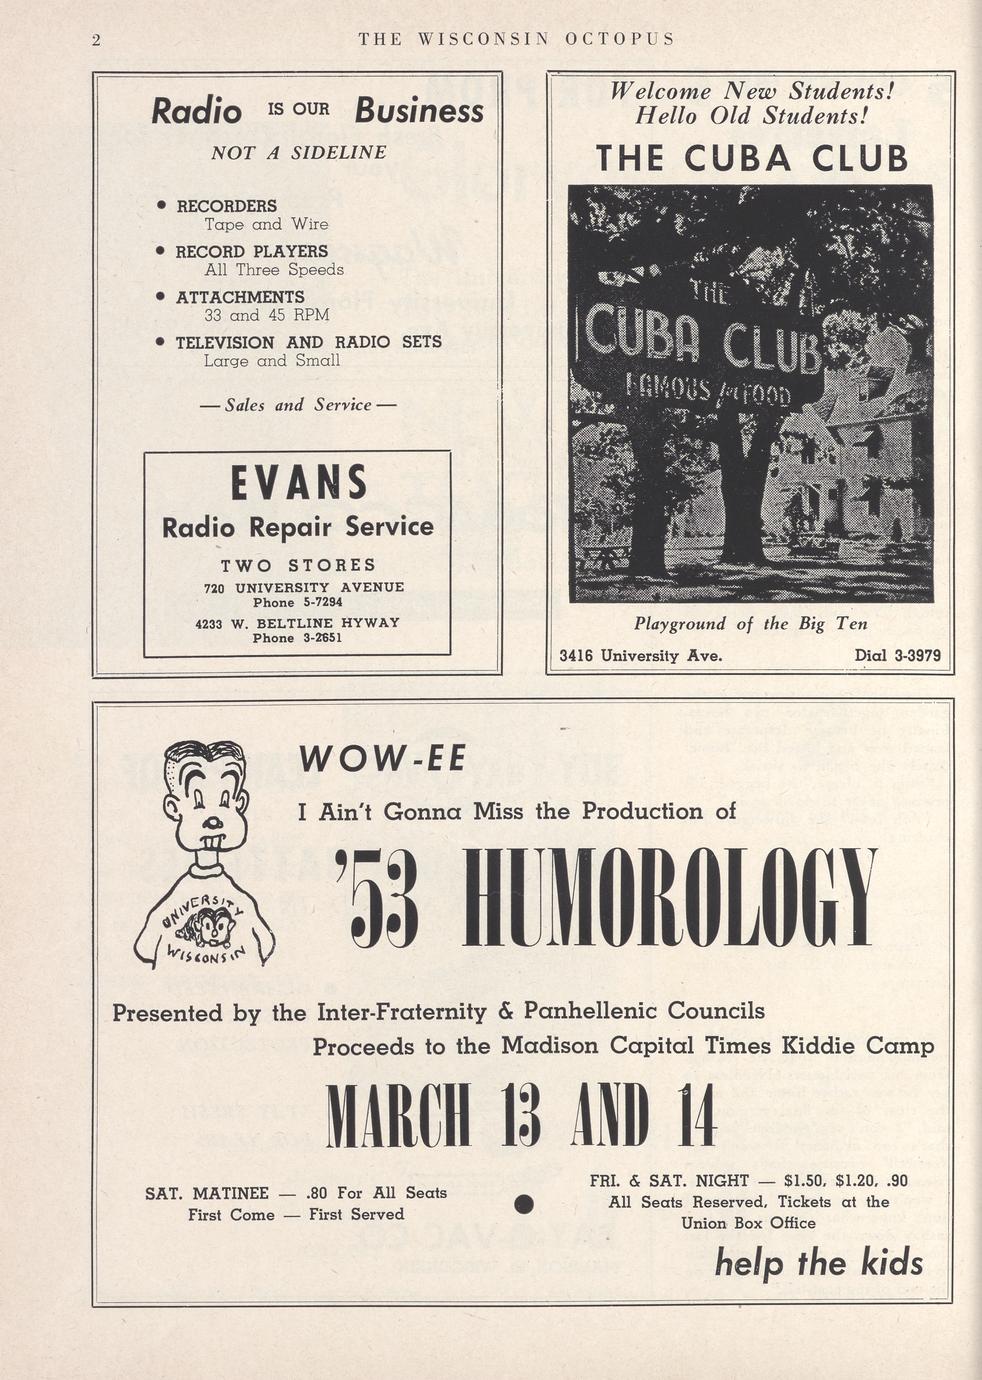 2
THE WISCONSIN OCTOPUS
Radio IS OUR Business
NOT A SIDELINE
• RECORDERS
Tape and Wire
• RECORD PLAYERS
All Three Speeds
• ATTACHMENTS
33 and 45 RPM
• TELEVISION AND RADIO SETS
Large and Small
— Sales and Service —
EVANS
Radio Repair Service
TWO STORES
720 UNIVERSITY AVENUE
Phone 5-7294
4233 W. BELTLINE HYWAY
Phone 3-2651
Welcome New Students!
Hello Old Students!
THE CUBA CLUB
THE
CUBA CLUB
FAMOUS for FOOD
Playground of the Big Ten
3416 University Ave. Dial 3-3979
WOW-EE
I Ain't Gonna Miss the Production of
'53 HUMOROLOGY
UNIVERSITY
WISCONSIN
Presented by the Inter-Fraternity & Panhellenic Councils
Proceeds to the Madison Capital Times Kiddie Camp
MARCH 13 AND 14
SAT. MATINEE — .80 For All Seats
First Come — First Served
●
FRI. & SAT. NIGHT — $1.50, $1.20, .90
All Seats Reserved, Tickets at the
Union Box Office
help the kids